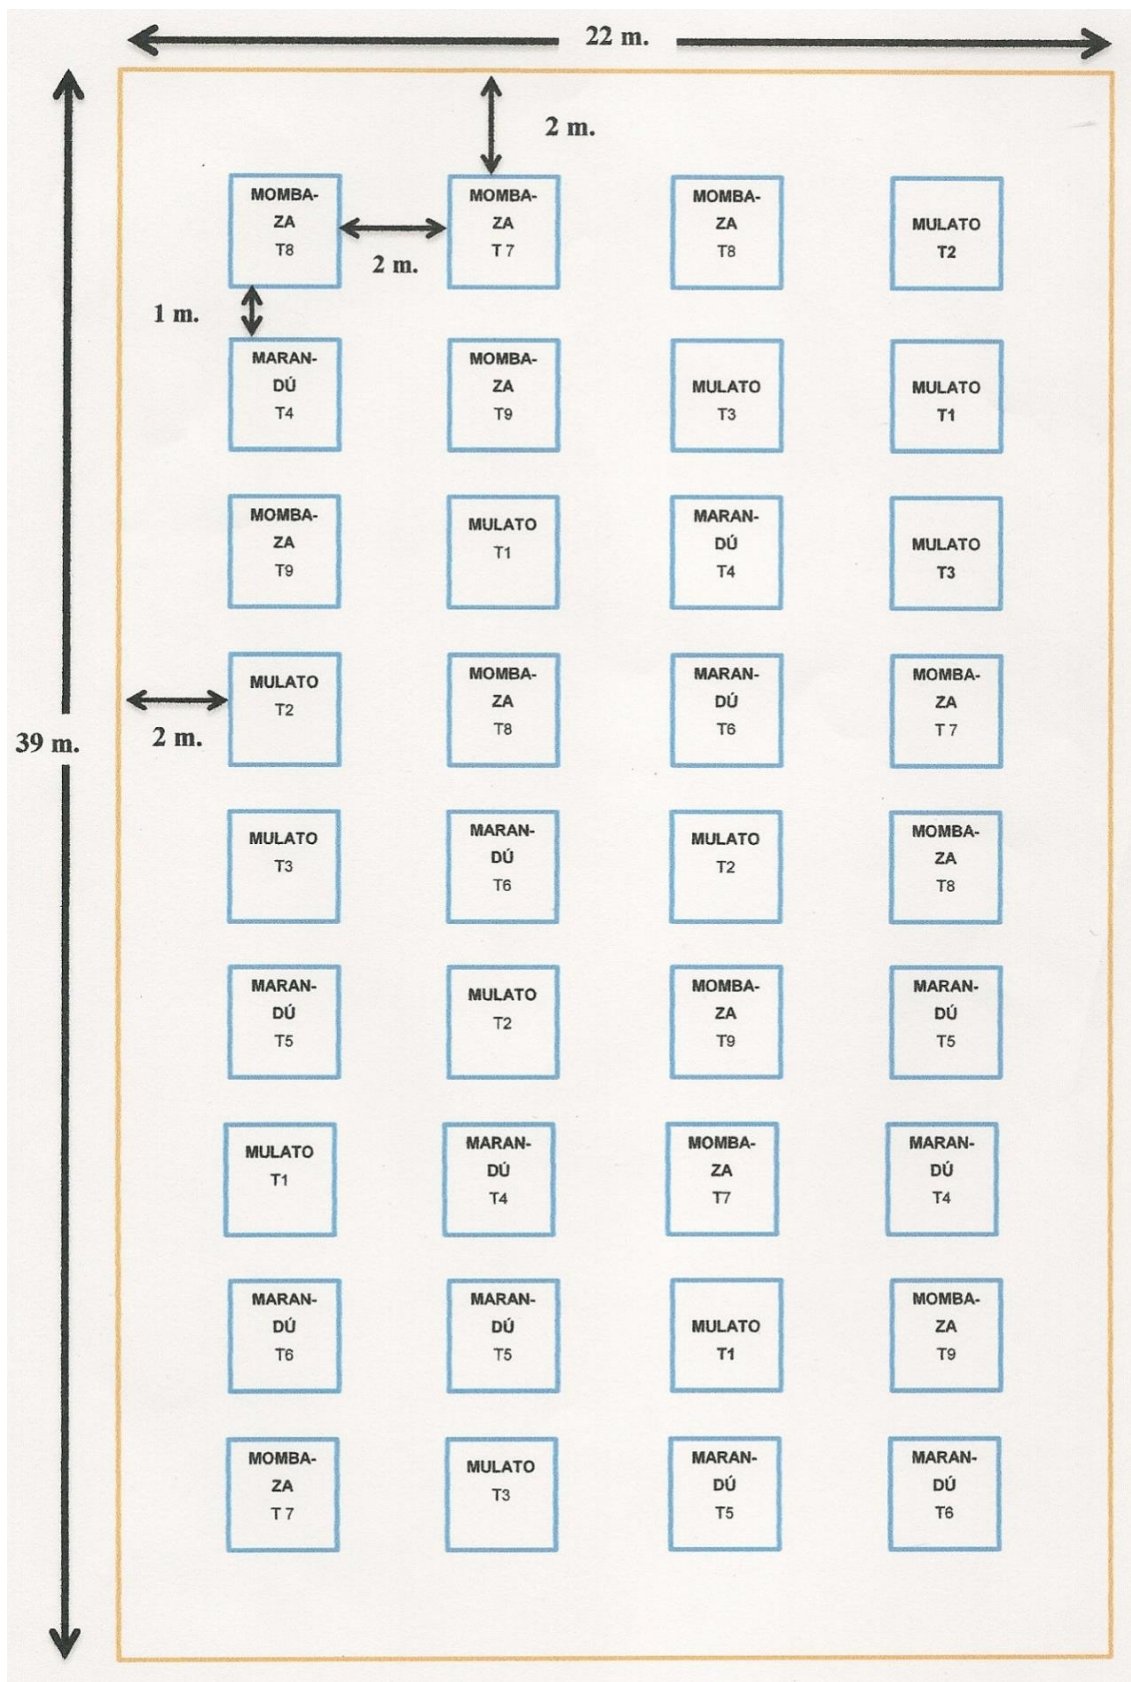 22 m.
2 m.
MOMBA-
ZA
T8
MOMBA-
ZA
T 7
MOMBA-
ZA
T8
MULATO
T2
2 m.
1 m.
MARAN-
DÚ
T4
MOMBA-
ZA
T9
MULATO
T3
MULATO
T1
MOMBA-
ZA
T9
MULATO
T1
MARAN-
DÚ
T4
MULATO
T3
MULATO
T2
MOMBA-
ZA
T8
MARAN-
DÚ
T6
MOMBA-
ZA
T 7
2 m.
39 m.
MULATO
T3
MARAN-
DÚ
T6
MULATO
T2
MOMBA-
ZA
T8
MARAN-
DÚ
T5
MULATO
T2
MOMBA-
ZA
T9
MARAN-
DÚ
T5
MULATO
T1
MARAN-
DÚ
T4
MOMBA-
ZA
T7
MARAN-
DÚ
T4
MARAN-
DÚ
T6
MARAN-
DÚ
T5
MULATO
T1
MOMBA-
ZA
T9
MOMBA-
ZA
T 7
MULATO
T3
MARAN-
DÚ
T5
MARAN-
DÚ
T6